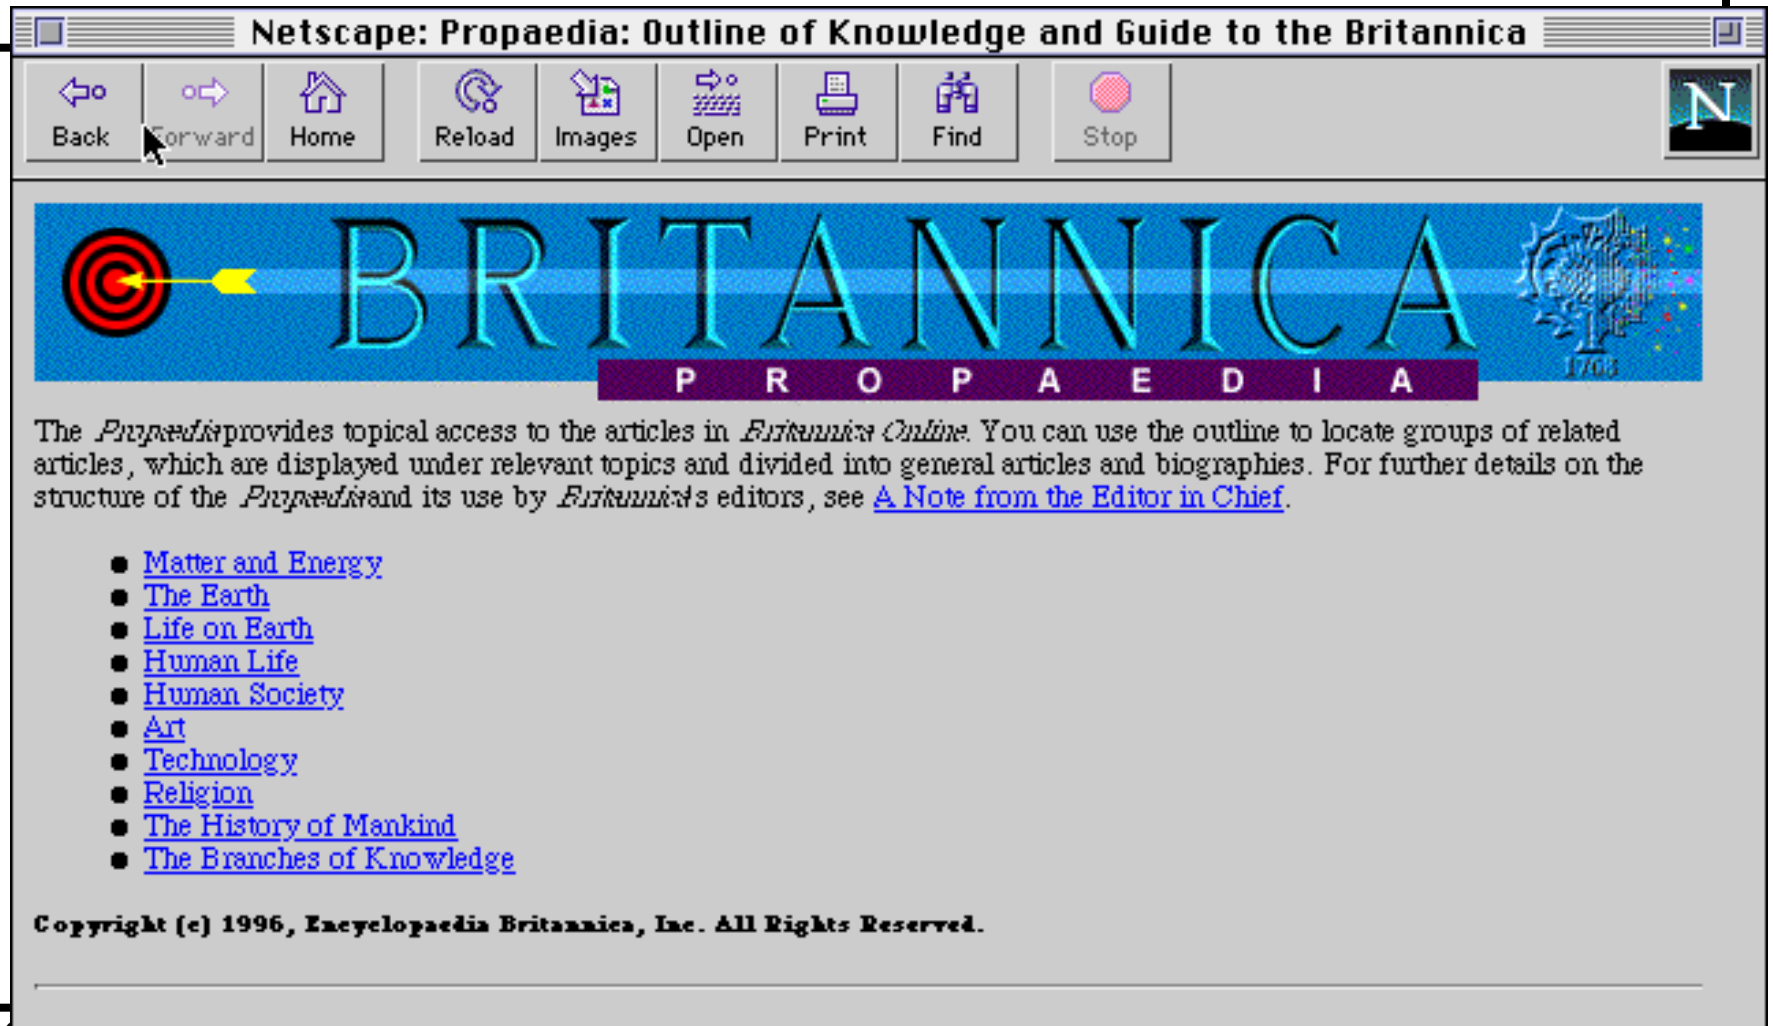 Netscape: Propaedia: Outline of Knowledge and Guide to the Britannica
Back Forward Home Reload Images Open Print Find Stop N
BRITANNICA
PROPAEDIA
1768
The Propædia provides topical access to the articles in Britannica Online. You can use the outline to locate groups of related
articles, which are displayed under relevant topics and divided into general articles and biographies. For further details on the
structure of the Propædia and its use by Britannica's editors, see A Note from the Editor in Chief.
Matter and Energy
The Earth
Life on Earth
Human Life
Human Society
Art
Technology
Religion
The History of Mankind
The Branches of Knowledge
Copyright (c) 1996, Encyclopaedia Britannica, Inc. All Rights Reserved.